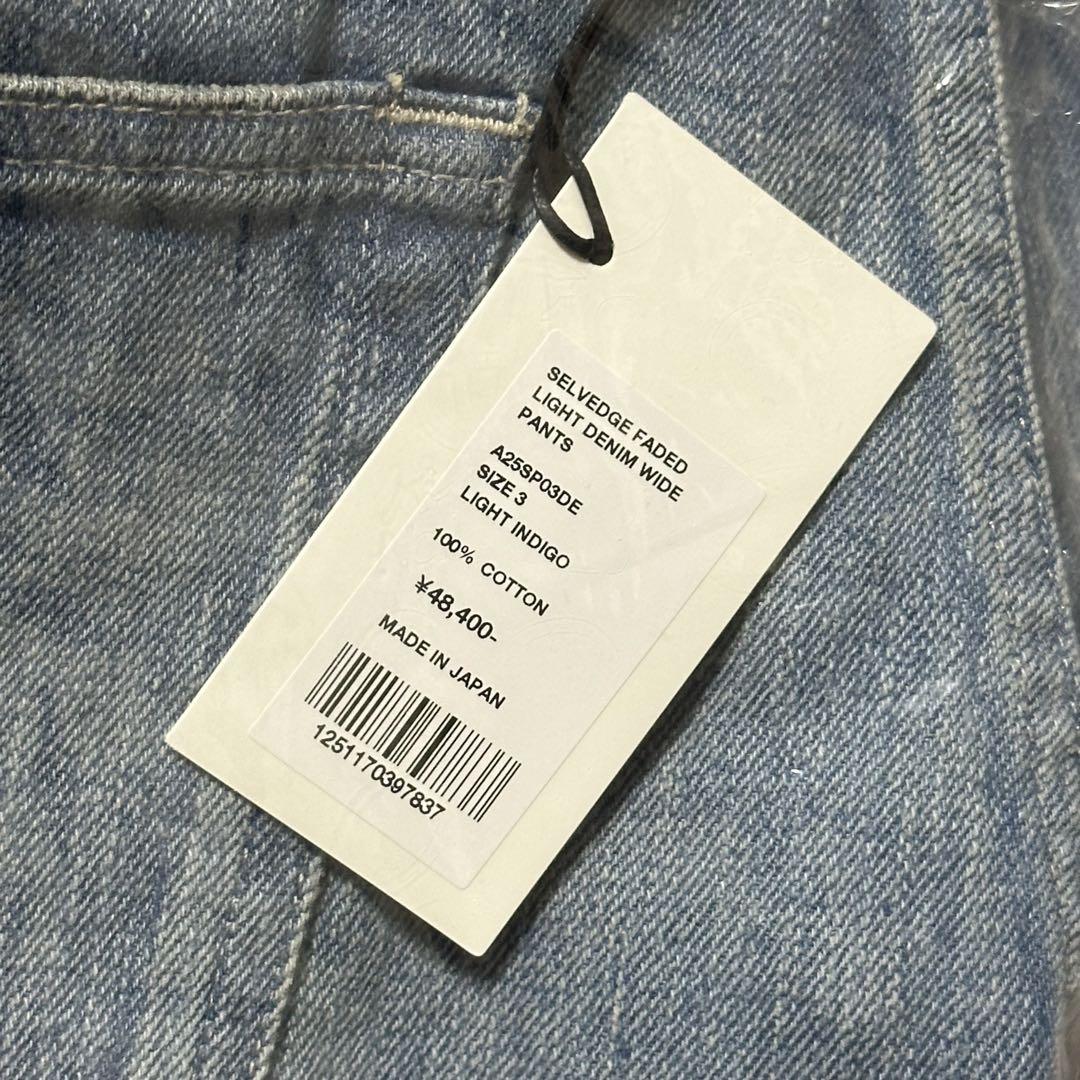 SELVEDGE FADED
LIGHT DENIM WIDE
PANTS
A25SP03DE
SIZE 3
LIGHT INDIGO
100% COTTON
¥48,400-
MADE IN JAPAN
1251170397837